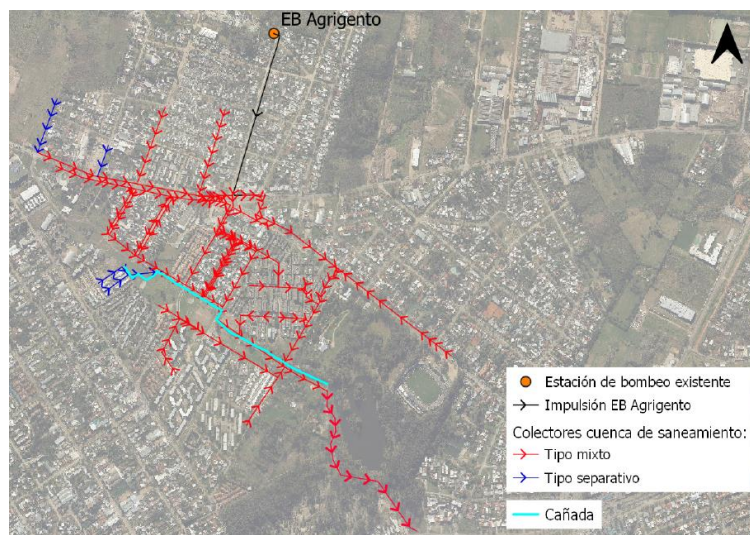 EB Agrigento
Estación de bombeo existente
Impulsión EB Agrigento
Colectores cuenca de saneamiento:
Tipo mixto
Tipo separativo
Cañada